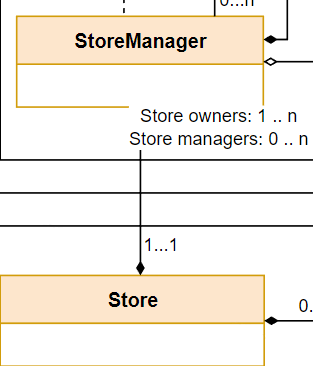 0...n
StoreManager
Store owners: 1 .. n
Store managers: 0 .. n
1...1
Store
0.